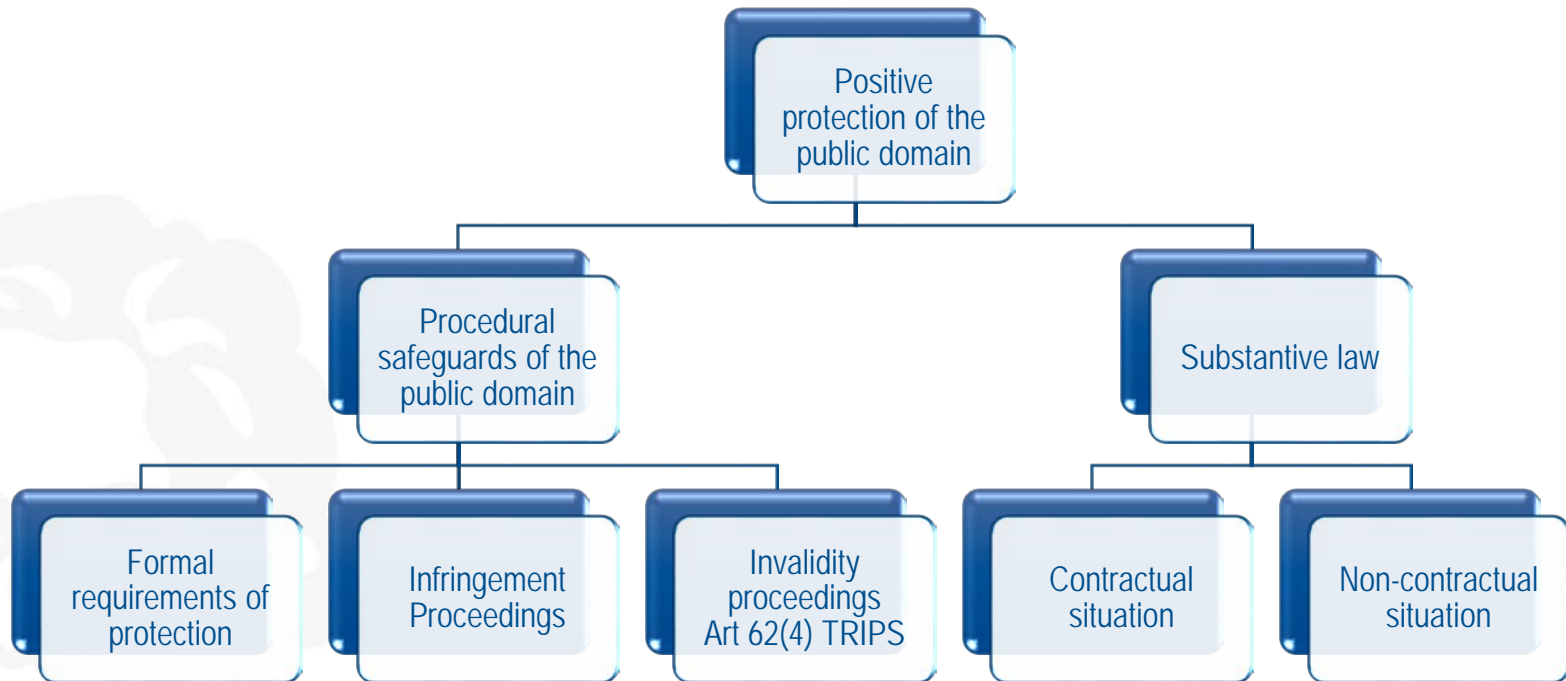 Positive
protection of the
public domain
Procedural
safeguards of the
public domain
Substantive law
Formal
requirements of
protection
Infringement
Proceedings
Invalidity
proceedings
Art 62(4) TRIPS
Contractual
situation
Non-contractual
situation